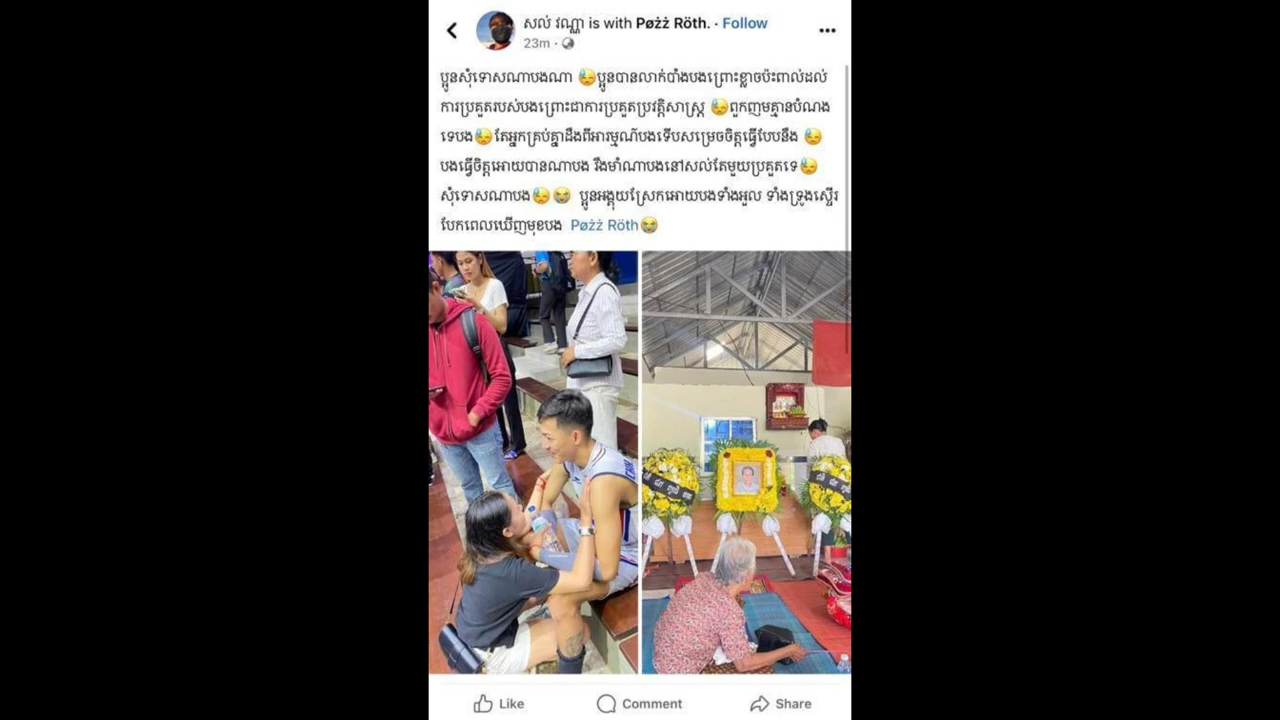 សល់ វណ្ណា is with Pøżż Röth. · Follow
23m ·
ប្អូនសុំទោសណាបងណា 😓ប្អូនបានលាក់បាំងបងព្រោះខ្លាចប៉ះពាល់ដល់
ការប្រគួតរបស់បងព្រោះជាការប្រគួតប្រវត្តិសាស្ត្រ 😓ពួកញមគ្មានបំណង
ទេបង😓តែអ្នកគ្រប់គ្នាដឹងពីអារម្មណ៍បងទើបសម្រេចចិត្តធ្វើបែបនឹង 😓
បងធ្វើចិត្តអោយបានណាបង រឹងមាំណាបងនៅសល់តែមួយប្រគួតទេ😓
សុំទោសណាបង😓😭 ប្អូនអង្គុយស្រែកអោយបងទាំងអួល ទាំងទ្រូងស្ទើរ
បែកពេលឃើញមុខបង Pøżż Röth😭
Like
Comment
Share